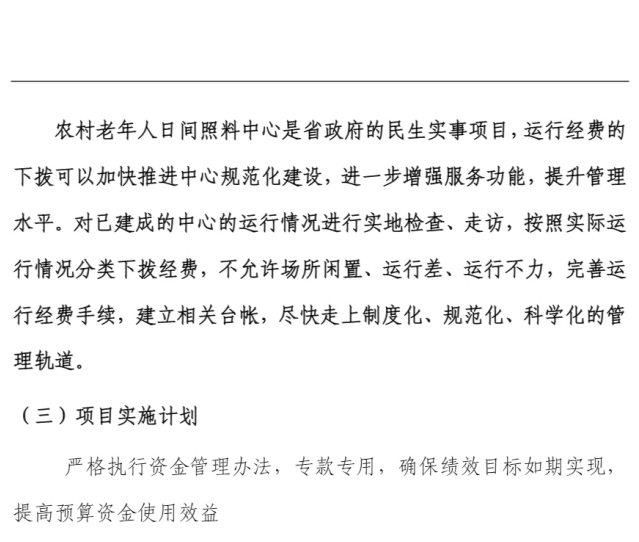 农村老年人日间照料中心是省政府的民生实事项目，运行经费的
下拨可以加快推进中心规范化建设，进一步增强服务功能，提升管理
水平。对已建成的中心的运行情况进行实地检查、走访，按照实际运
行情况分类下拨经费，不允许场所闲置、运行差、运行不力，完善运
行经费手续，建立相关台帐，尽快走上制度化、规范化、科学化的管
理轨道。
（三）项目实施计划
严格执行资金管理办法，专款专用，确保绩效目标如期实现，
提高预算资金使用效益